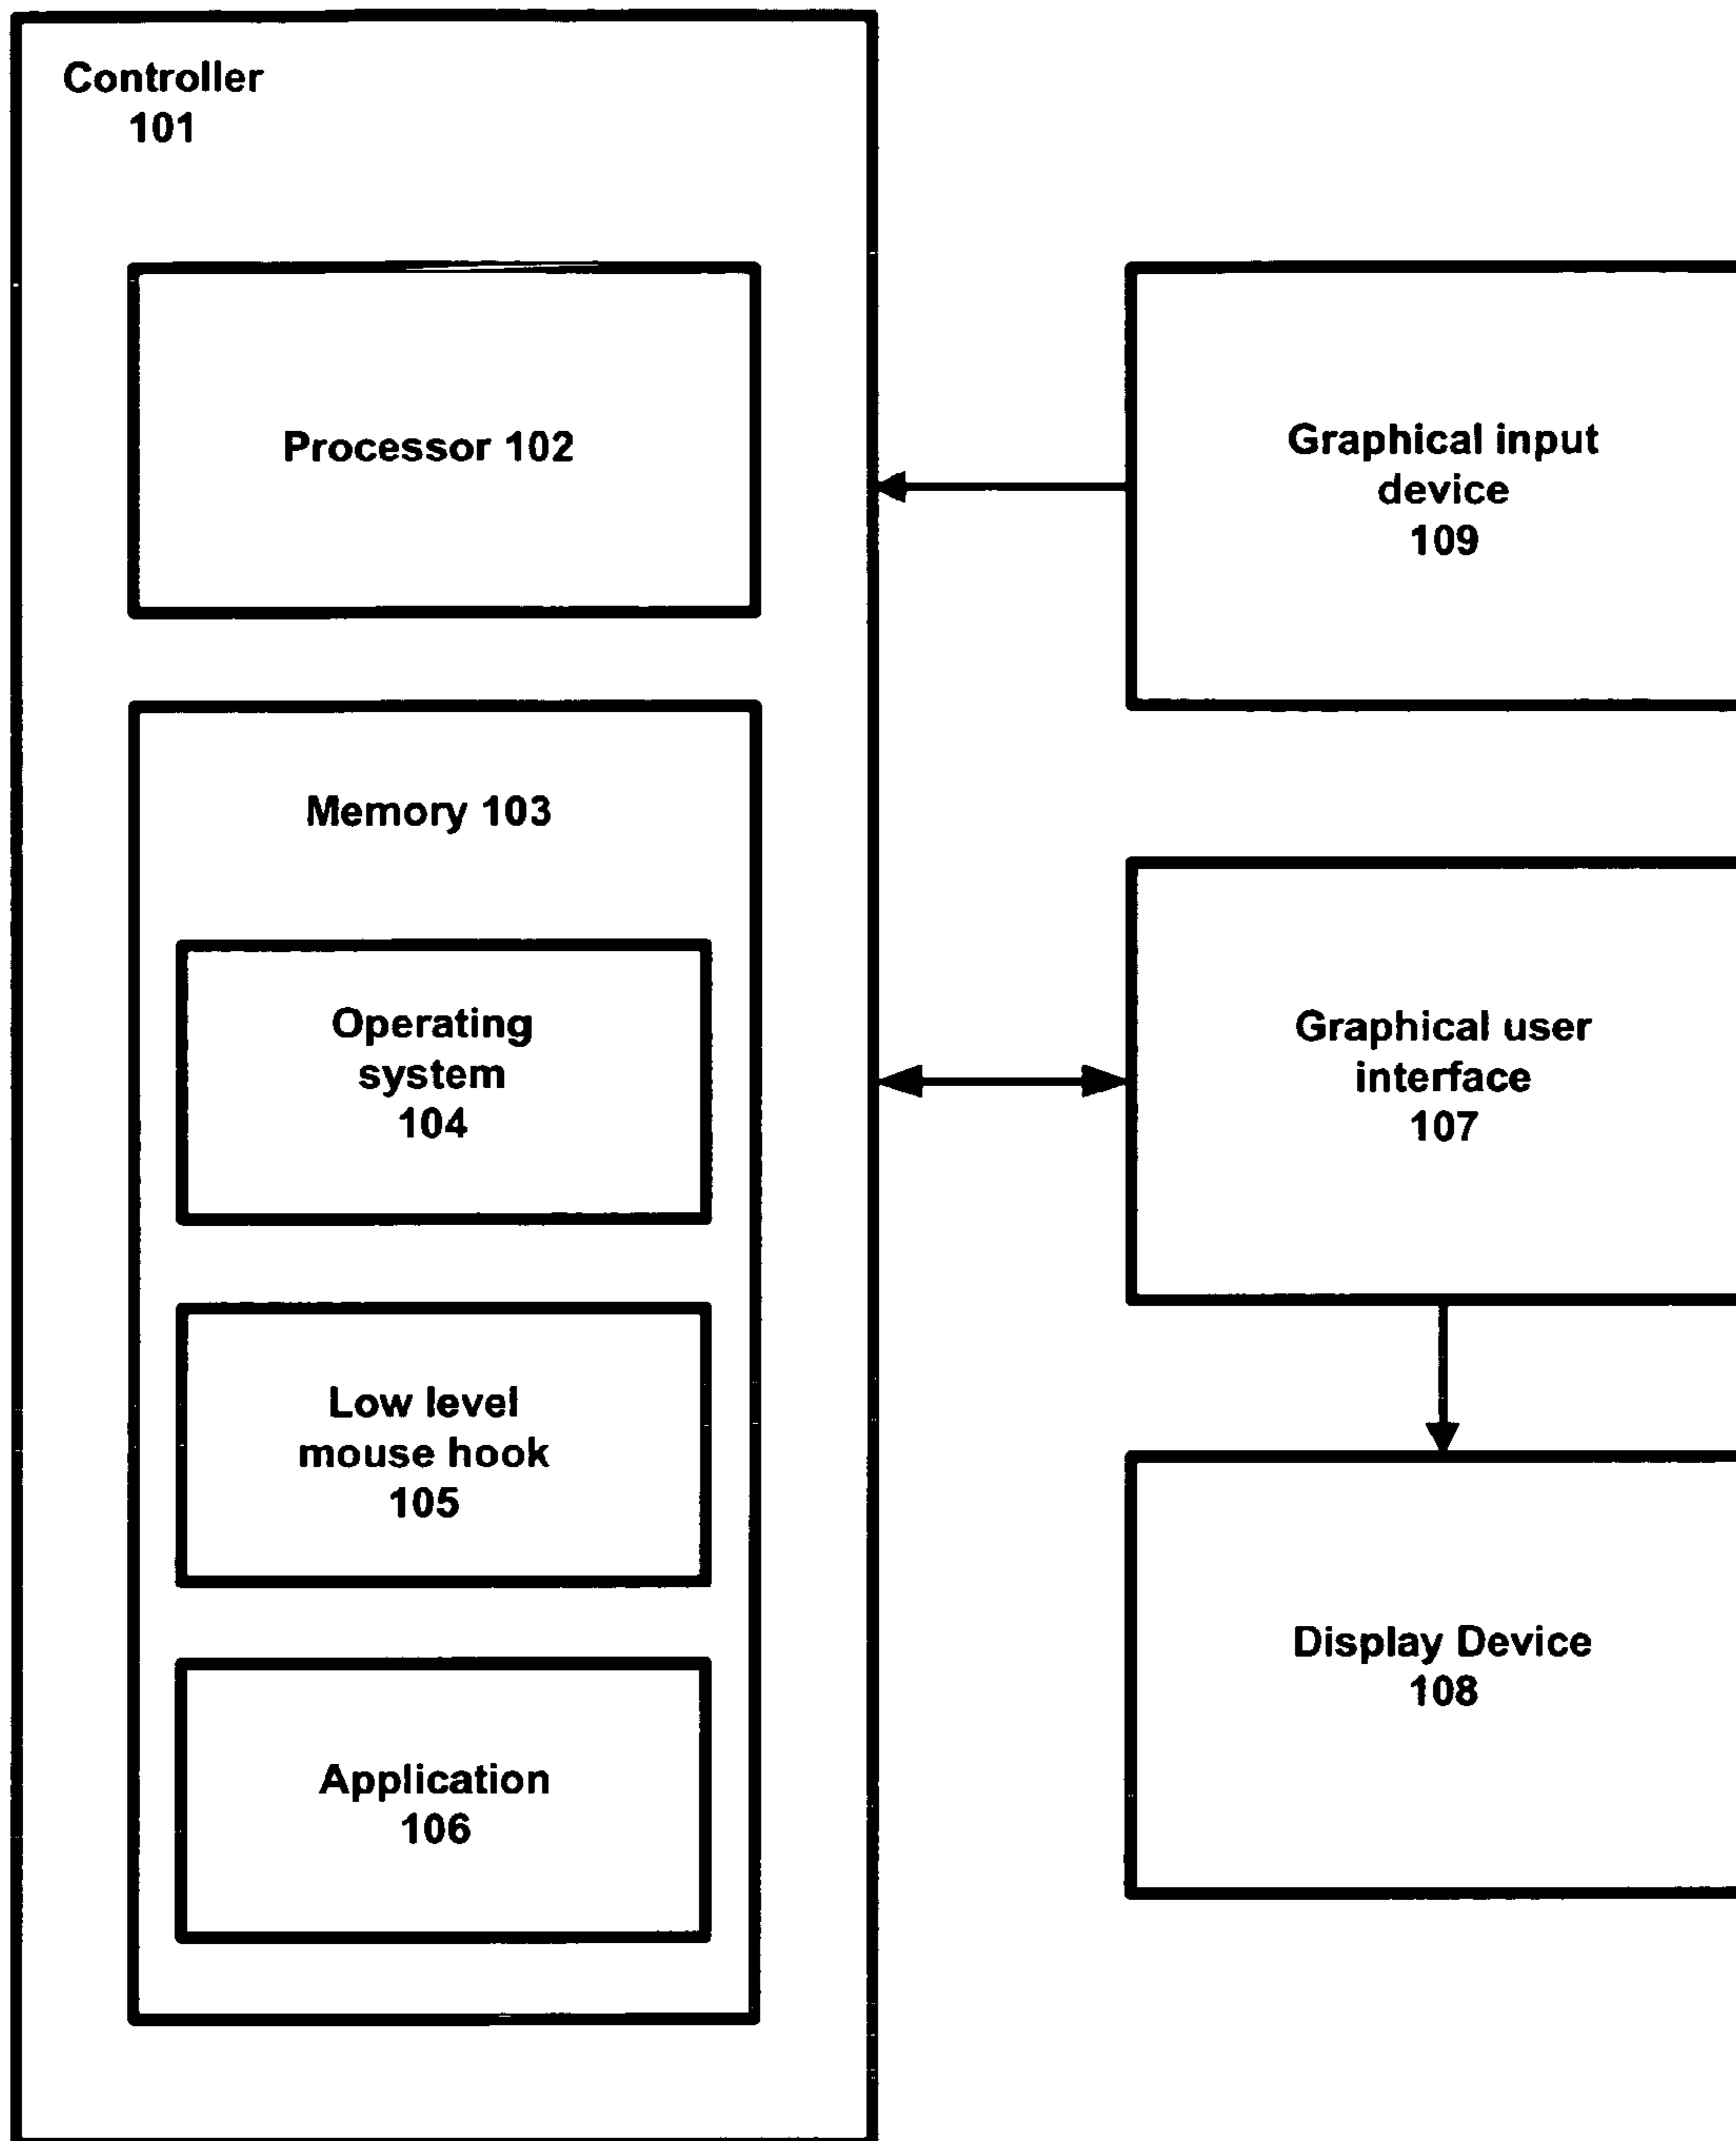 Controller
101
Processor 102
Memory 103
Operating
system
104
Low level
mouse hook
105
Application
106
Graphical input
device
109
Graphical user
interface
107
Display Device
108